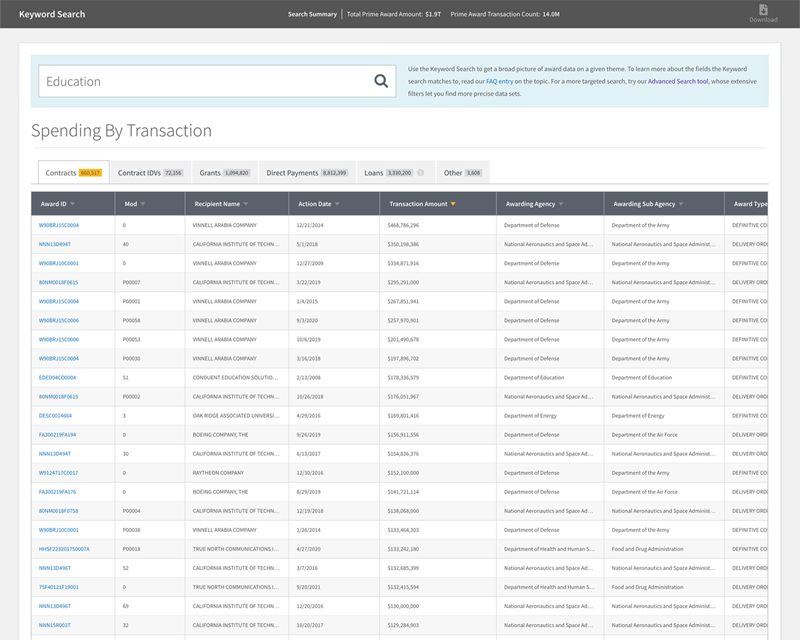 Keyword Search
Search Summary | Total Prime Award Amount: $1.9T Prime Award Transaction Count: 14.0M
Download
Education
Use the Keyword Search to get a broad picture of award data on a given theme. To learn more about the fields the Keyword
search matches to, read our FAQ entry on the topic. For a more targeted search, try our Advanced Search tool, whose extensive
filters let you find more precise data sets.
Spending By Transaction
Contracts 660,017 Contract IDVs 72,156 Grants 1,094,820 Direct Payments 8,812,399 Loans 3,330,200 Other 3,608
Award ID Mod Recipient Name Action Date Transaction Amount Awarding Agency Awarding Sub Agency Award Type
W90BRJ15C0004 0 VINNELL ARABIA COMPANY 12/21/2014 $468,786,296 Department of Defense Department of the Army DEFINITIVE CO
NNN13D494T 40 CALIFORNIA INSTITUTE OF TECHN... 5/1/2018 $350,198,386 National Aeronautics and Space Ad... National Aeronautics and Space Administ... DELIVERY ORD
W90BRJ10C0001 0 VINNELL ARABIA COMPANY 12/27/2009 $334,871,916 Department of Defense Department of the Army DEFINITIVE CO
80NM0018F0615 P00007 CALIFORNIA INSTITUTE OF TECHN... 3/22/2019 $295,291,000 National Aeronautics and Space Ad... National Aeronautics and Space Administ... DELIVERY ORD
W90BRJ15C0004 P00001 VINNELL ARABIA COMPANY 1/4/2015 $267,851,941 Department of Defense Department of the Army DEFINITIVE CO
W90BRJ15C0006 P00058 VINNELL ARABIA COMPANY 9/3/2020 $257,970,901 Department of Defense Department of the Army DEFINITIVE CO
W90BRJ15C0006 P00053 VINNELL ARABIA COMPANY 10/6/2019 $201,490,678 Department of Defense Department of the Army DEFINITIVE CO
W90BRJ15C0004 P00030 VINNELL ARABIA COMPANY 3/16/2018 $197,896,702 Department of Defense Department of the Army DEFINITIVE CO
EDED04CO0004 51 CONDUENT EDUCATION SOLUTIO... 2/13/2008 $178,336,579 Department of Education Department of Education DEFINITIVE CO
80NM0018F0615 P00002 CALIFORNIA INSTITUTE OF TECHN... 10/26/2018 $176,051,967 National Aeronautics and Space Ad... National Aeronautics and Space Administ... DELIVERY ORD
DESC0014664 3 OAK RIDGE ASSOCIATED UNIVERSI... 4/29/2016 $169,801,416 Department of Energy Department of Energy DEFINITIVE CO
FA300219FA194 0 BOEING COMPANY, THE 9/26/2019 $156,911,556 Department of Defense Department of the Air Force DELIVERY ORD
NNN13D494T 30 CALIFORNIA INSTITUTE OF TECHN... 6/13/2017 $154,836,376 National Aeronautics and Space Ad... National Aeronautics and Space Administ... DELIVERY ORD
W9124717C0017 0 RAYTHEON COMPANY 12/30/2016 $152,100,000 Department of Defense Department of the Army DEFINITIVE CO
FA300219FA176 0 BOEING COMPANY, THE 8/29/2019 $141,721,114 Department of Defense Department of the Air Force DELIVERY ORD
80NM0018F0758 P00004 CALIFORNIA INSTITUTE OF TECHN... 12/19/2018 $138,068,000 National Aeronautics and Space Ad... National Aeronautics and Space Administ... DELIVERY ORD
W90BRJ10C0001 P00038 VINNELL ARABIA COMPANY 1/26/2014 $133,464,303 Department of Defense Department of the Army DEFINITIVE CO
HHSF223201750007A P00018 TRUE NORTH COMMUNICATIONS I... 4/27/2020 $133,242,180 Department of Health and Human S... Food and Drug Administration DEFINITIVE CO
NNN13D496T 52 CALIFORNIA INSTITUTE OF TECHN... 3/7/2016 $132,685,399 National Aeronautics and Space Ad... National Aeronautics and Space Administ... DELIVERY ORD
75F40121F19001 0 TRUE NORTH COMMUNICATIONS I... 9/20/2021 $132,415,594 Department of Health and Human S... Food and Drug Administration DELIVERY ORD
NNN13D496T 69 CALIFORNIA INSTITUTE OF TECHN... 12/20/2016 $130,000,000 National Aeronautics and Space Ad... National Aeronautics and Space Administ... DELIVERY ORD
NNN15R003T 32 CALIFORNIA INSTITUTE OF TECHN... 10/20/2017 $129,284,903 National Aeronautics and Space Ad... National Aeronautics and Space Administ... DELIVERY ORD